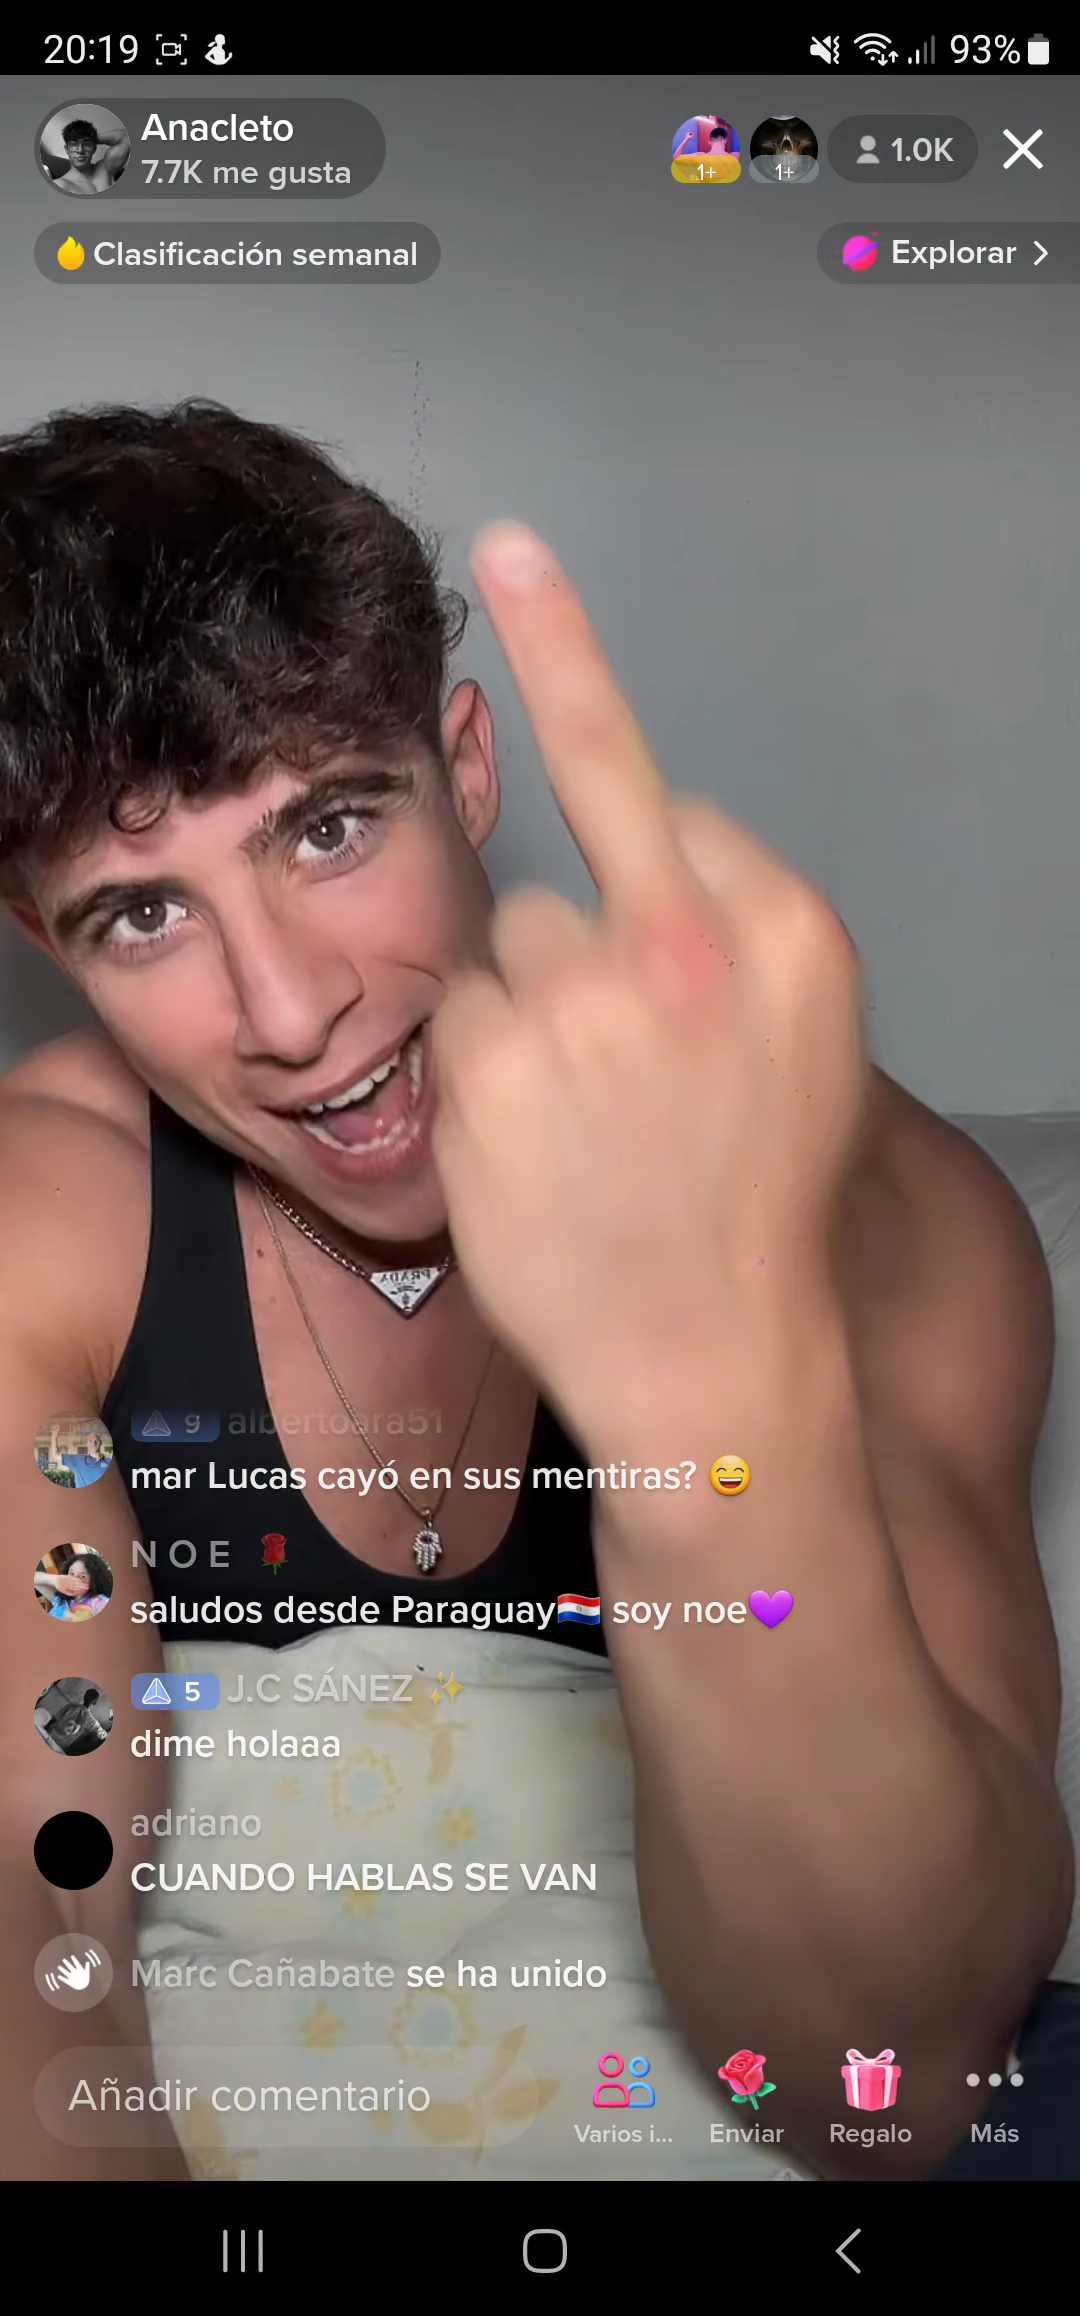 20:19 93%
Anacleto
7.7K me gusta
1+ 1+ 1.0K
Clasificación semanal
Explorar
PRADA
9 albertoara51
mar Lucas cayó en sus mentiras? 😄
N O E 🌹
saludos desde Paraguay🇵🇾 soy noe💜
5 J.C SÁNEZ ✨
dime holaaa
adriano
CUANDO HABLAS SE VAN
Marc Cañabate se ha unido
Añadir comentario
Varios i... Enviar Regalo Más